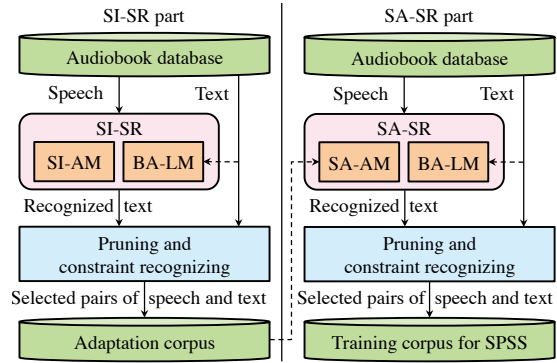 SI-SR part
Audiobook database
Speech
Text
SI-SR
SI-AM
BA-LM
Recognized text
Pruning and
constraint recognizing
Selected pairs of speech and text
Adaptation corpus
SA-SR part
Audiobook database
Speech
Text
SA-SR
SA-AM
BA-LM
Recognized text
Pruning and
constraint recognizing
Selected pairs of speech and text
Training corpus for SPSS